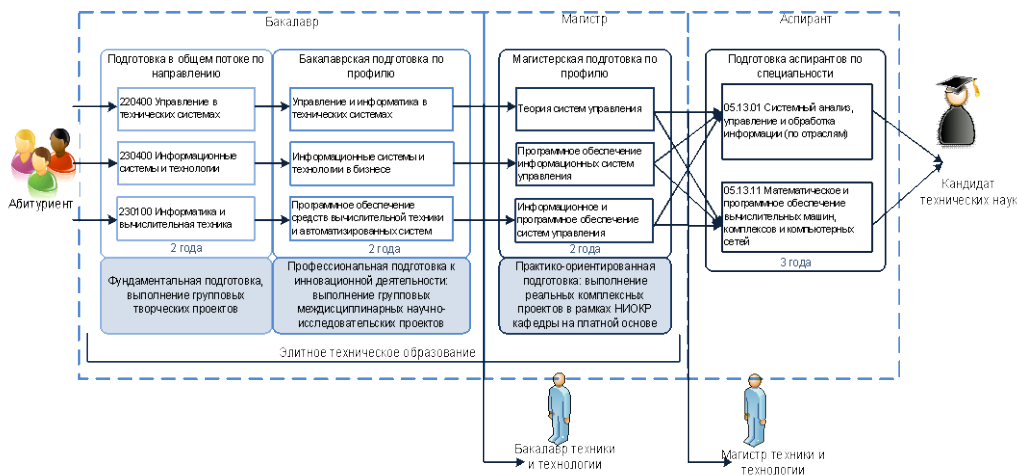 Бакалавр
Магистр
Аспирант
Подготовка в общем потоке по
направлению
220400 Управление в
технических системах
230400 Информационные
системы и технологии
230100 Информатика и
вычислительная техника
2 года
Фундаментальная подготовка,
выполнение групповых
творческих проектов
Бакалаврская подготовка по
профилю
Управление и информатика в
технических системах
Информационные системы и
технологии в бизнесе
Программное обеспечение
средств вычислительной техники
и автоматизированных систем
2 года
Профессиональная подготовка к
инновационной деятельности:
выполнение групповых
междисциплинарных научно-
исследовательских проектов
Магистерская подготовка по
профилю
Теория систем управления
Программное обеспечение
информационных систем
управления
Информационное и
программное обеспечение
систем управления
2 года
Практико-ориентированная
подготовка: выполнение
реальных комплексных
проектов в рамках НИОКР
кафедры на платной основе
Подготовка аспирантов по
специальности
05.13.01 Системный анализ,
управление и обработка
информации (по отраслям)
05.13.11 Математическое и
программное обеспечение
вычислительных машин,
комплексов и компьютерных
сетей
3 года
Абитуриент
Кандидат
технических наук
Элитное техническое образование
Бакалавр техники
и технологии
Магистр техники и
технологии